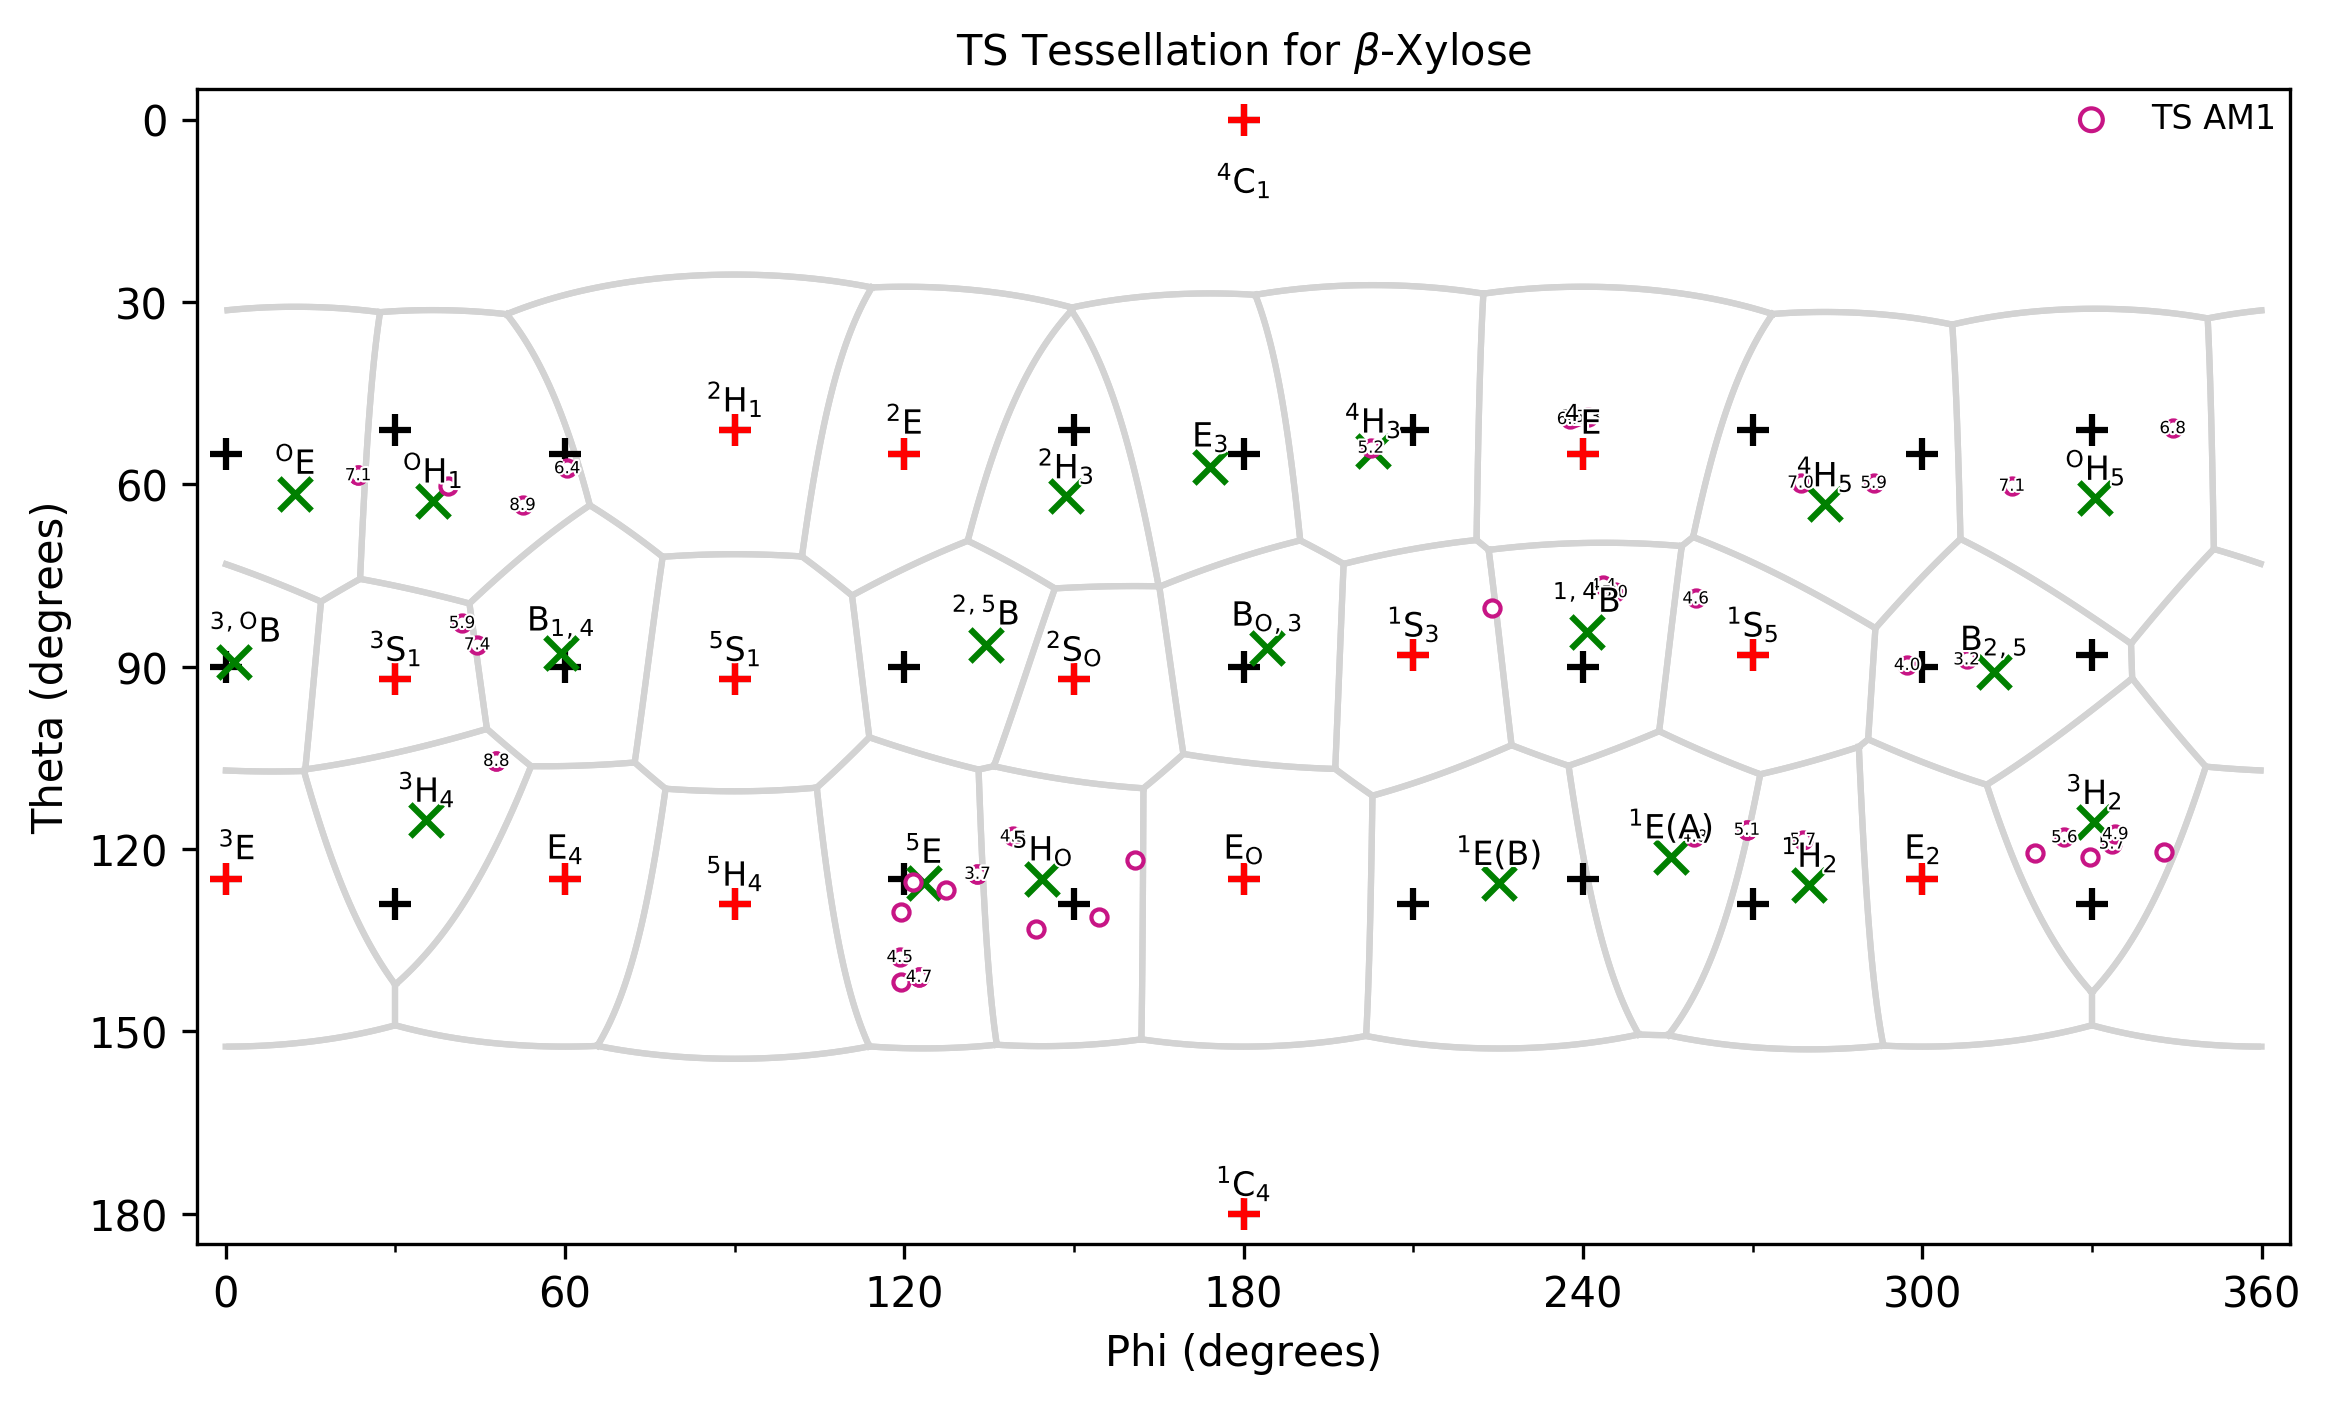 TS Tessellation for β-Xylose
TS AM1
⁴C₁
²H₁
²E
⁴H₃
⁴E
E₃
5.2
ᴼE
ᴼH₁
²H₃
⁴H₅
ᴼH₅
7.1
6.4
8.9
7.0
5.9
7.1
6.8
³,ᴼB
³S₁
B₁,₄
⁵S₁
²,⁵B
²Sₒ
Bₒ,₃
¹S₃
¹,⁴B
¹S₅
B₂,₅
5.9
7.4
4.6
4.0
3.2
8.8
³H₄
³H₂
³E
E₄
⁵H₄
⁵E
⁵Hₒ
Eₒ
¹E(B)
¹E(A)
¹H₂
E₂
4.5
3.7
5.1
5.7
5.6
4.9
4.5
4.7
¹C₄
0
30
60
90
120
150
180
Theta (degrees)
0 60 120 180 240 300 360
Phi (degrees)